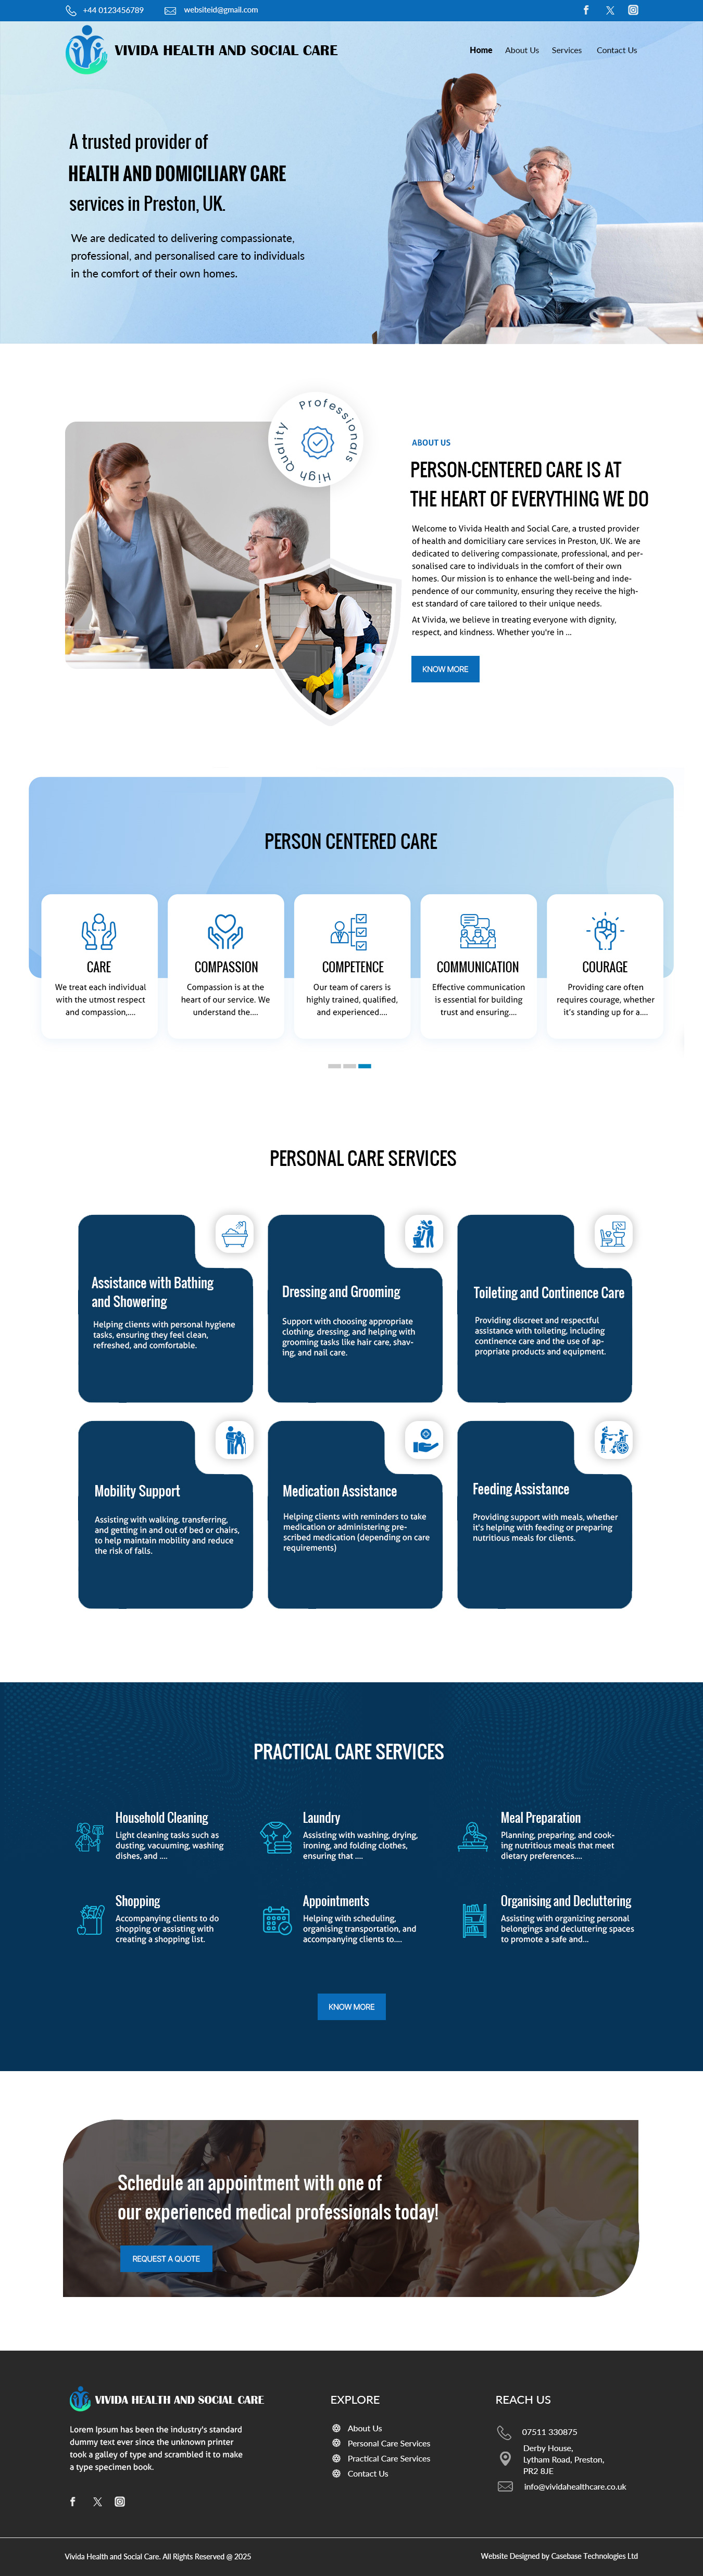 +44 0123456789
websiteid@gmail.com
VIVIDA HEALTH AND SOCIAL CARE
Home
About Us
Services
Contact Us
A trusted provider of
HEALTH AND DOMICILIARY CARE
services in Preston, UK.
We are dedicated to delivering compassionate,
professional, and personalised care to individuals
in the comfort of their own homes.
High Quality Professionals
ABOUT US
PERSON-CENTERED CARE IS AT
THE HEART OF EVERYTHING WE DO
Welcome to Vivida Health and Social Care, a trusted provider
of health and domiciliary care services in Preston, UK. We are
dedicated to delivering compassionate, professional, and per-
sonalised care to individuals in the comfort of their own
homes. Our mission is to enhance the well-being and inde-
pendence of our community, ensuring they receive the high-
est standard of care tailored to their unique needs.
At Vivida, we believe in treating everyone with dignity,
respect, and kindness. Whether you're in ...
KNOW MORE
PERSON CENTERED CARE
CARE
We treat each individual
with the utmost respect
and compassion,....
COMPASSION
Compassion is at the
heart of our service. We
understand the....
COMPETENCE
Our team of carers is
highly trained, qualified,
and experienced....
COMMUNICATION
Effective communication
is essential for building
trust and ensuring....
COURAGE
Providing care often
requires courage, whether
it's standing up for a....
PERSONAL CARE SERVICES
Assistance with Bathing
and Showering
Helping clients with personal hygiene
tasks, ensuring they feel clean,
refreshed, and comfortable.
Dressing and Grooming
Support with choosing appropriate
clothing, dressing, and helping with
grooming tasks like hair care, shav-
ing, and nail care.
Toileting and Continence Care
Providing discreet and respectful
assistance with toileting, including
continence care and the use of ap-
propriate products and equipment.
Mobility Support
Assisting with walking, transferring,
and getting in and out of bed or chairs,
to help maintain mobility and reduce
the risk of falls.
Medication Assistance
Helping clients with reminders to take
medication or administering pre-
scribed medication (depending on care
requirements)
Feeding Assistance
Providing support with meals, whether
it's helping with feeding or preparing
nutritious meals for clients.
PRACTICAL CARE SERVICES
Household Cleaning
Light cleaning tasks such as
dusting, vacuuming, washing
dishes, and ....
Laundry
Assisting with washing, drying,
ironing, and folding clothes,
ensuring that ....
Meal Preparation
Planning, preparing, and cook-
ing nutritious meals that meet
dietary preferences....
Shopping
Accompanying clients to do
shopping or assisting with
creating a shopping list.
Appointments
Helping with scheduling,
organising transportation, and
accompanying clients to....
Organising and Decluttering
Assisting with organizing personal
belongings and decluttering spaces
to promote a safe and...
KNOW MORE
Schedule an appointment with one of
our experienced medical professionals today!
REQUEST A QUOTE
VIVIDA HEALTH AND SOCIAL CARE
Lorem Ipsum has been the industry's standard
dummy text ever since the unknown printer
took a galley of type and scrambled it to make
a type specimen book.
EXPLORE
About Us
Personal Care Services
Practical Care Services
Contact Us
REACH US
07511 330875
Derby House,
Lytham Road, Preston,
PR2 8JE
info@vividahealthcare.co.uk
Vivida Health and Social Care. All Rights Reserved @ 2025
Website Designed by Casebase Technologies Ltd